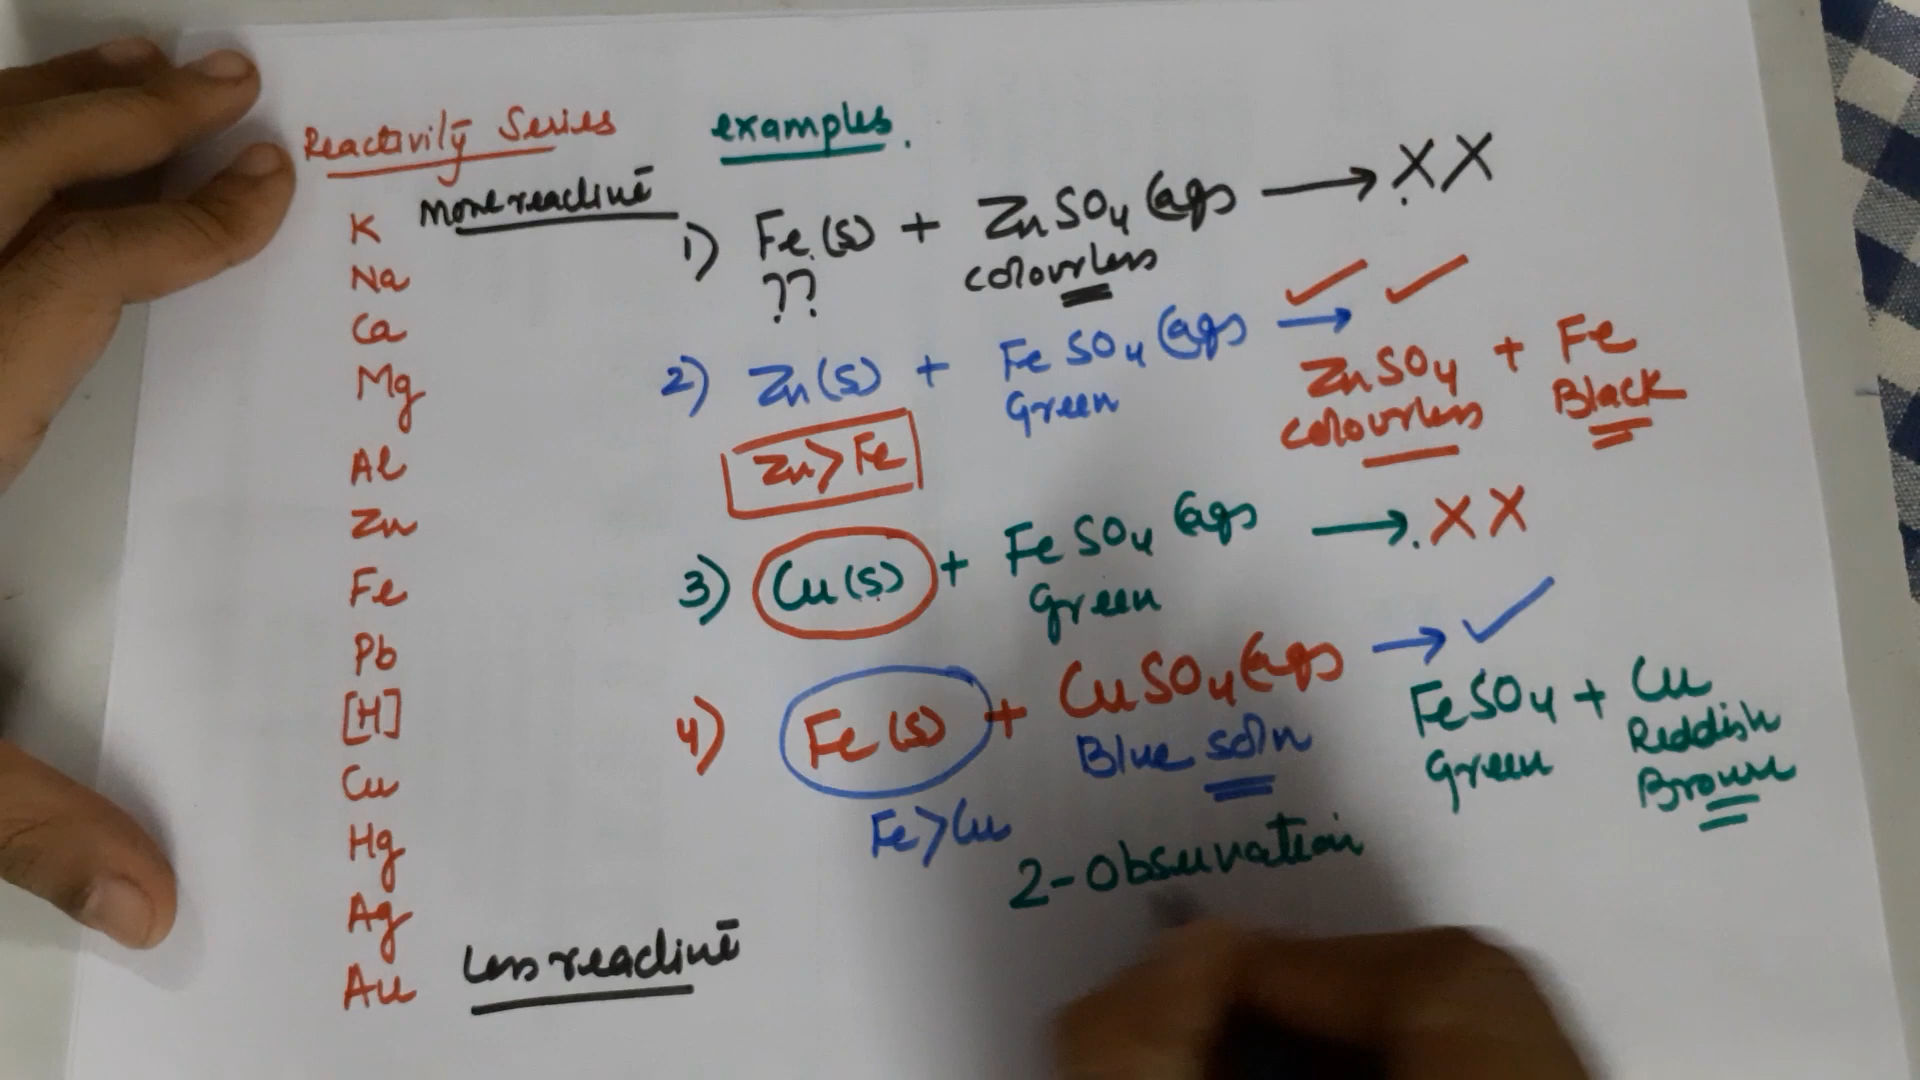 Reactivity Series
More reactive
K
Na
Ca
Mg
Al
Zn
Fe
Pb
[H]
Cu
Hg
Ag
Au
Less reactive
examples.
1) Fe (s) + ZnSO4 (aq) → XX
?? colourless
2) Zn (s) + FeSO4 (aq) → ✓ ✓ ZnSO4 + Fe
Green colourless Black
Zn > Fe
3) Cu (s) + FeSO4 (aq) → XX
Green
4) Fe (s) + CuSO4 (aq) → ✓ FeSO4 + Cu
Blue soln Green Reddish
Brown
Fe > Cu
2-Observation